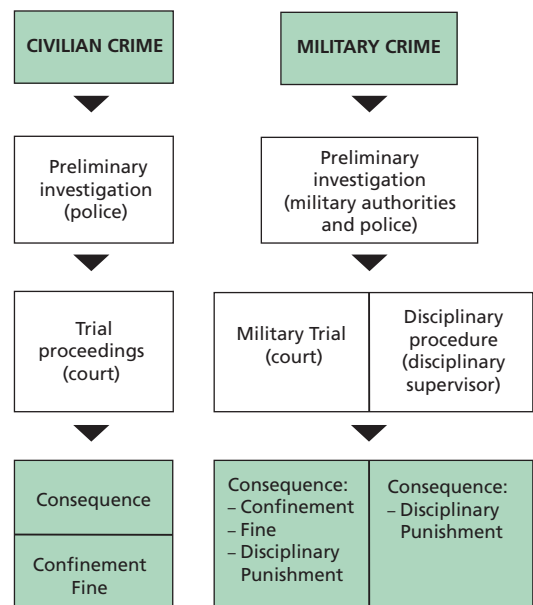 CIVILIAN CRIME
Preliminary
investigation
(police)
Trial
proceedings
(court)
Consequence
Confinement
Fine
MILITARY CRIME
Preliminary
investigation
(military authorities
and police)
Military Trial
(court)
Disciplinary
procedure
(disciplinary
supervisor)
Consequence:
– Confinement
– Fine
– Disciplinary
Punishment
Consequence:
– Disciplinary
Punishment